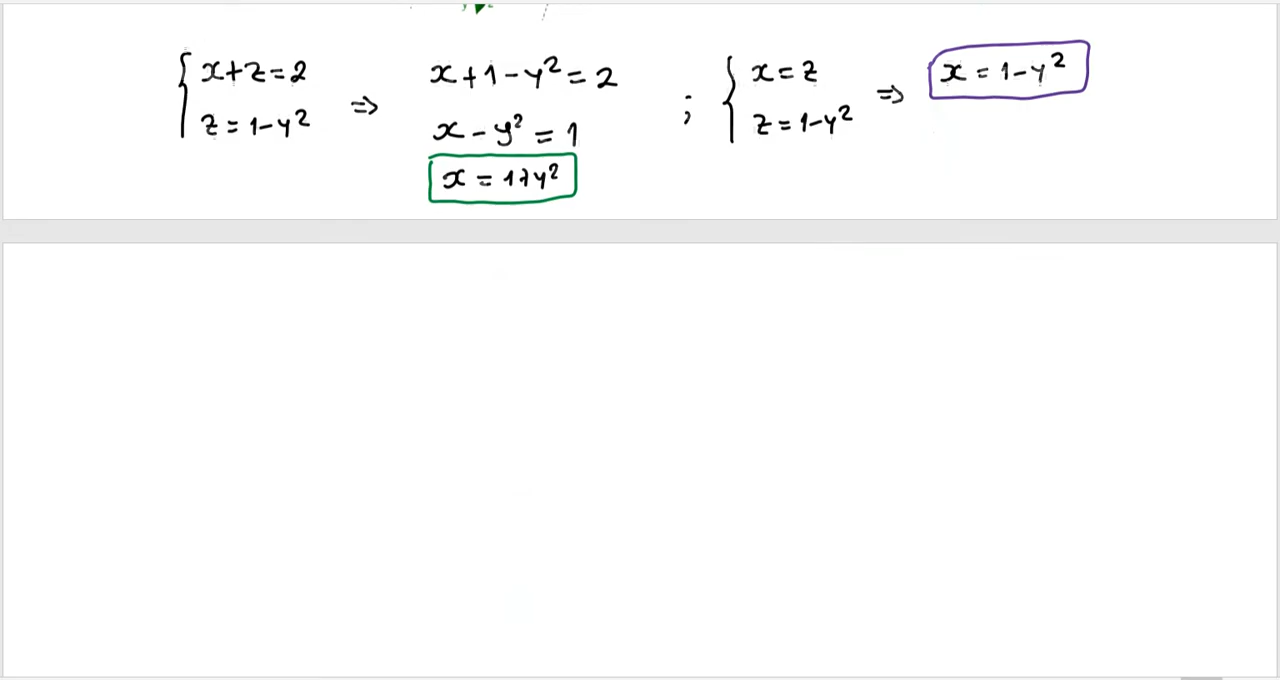 { x+z=2
z = 1-y²
⇒
x+1-y²=2
x-y²=1
x = 1+y²
;
{ x=z
z=1-y²
⇒
x = 1-y²